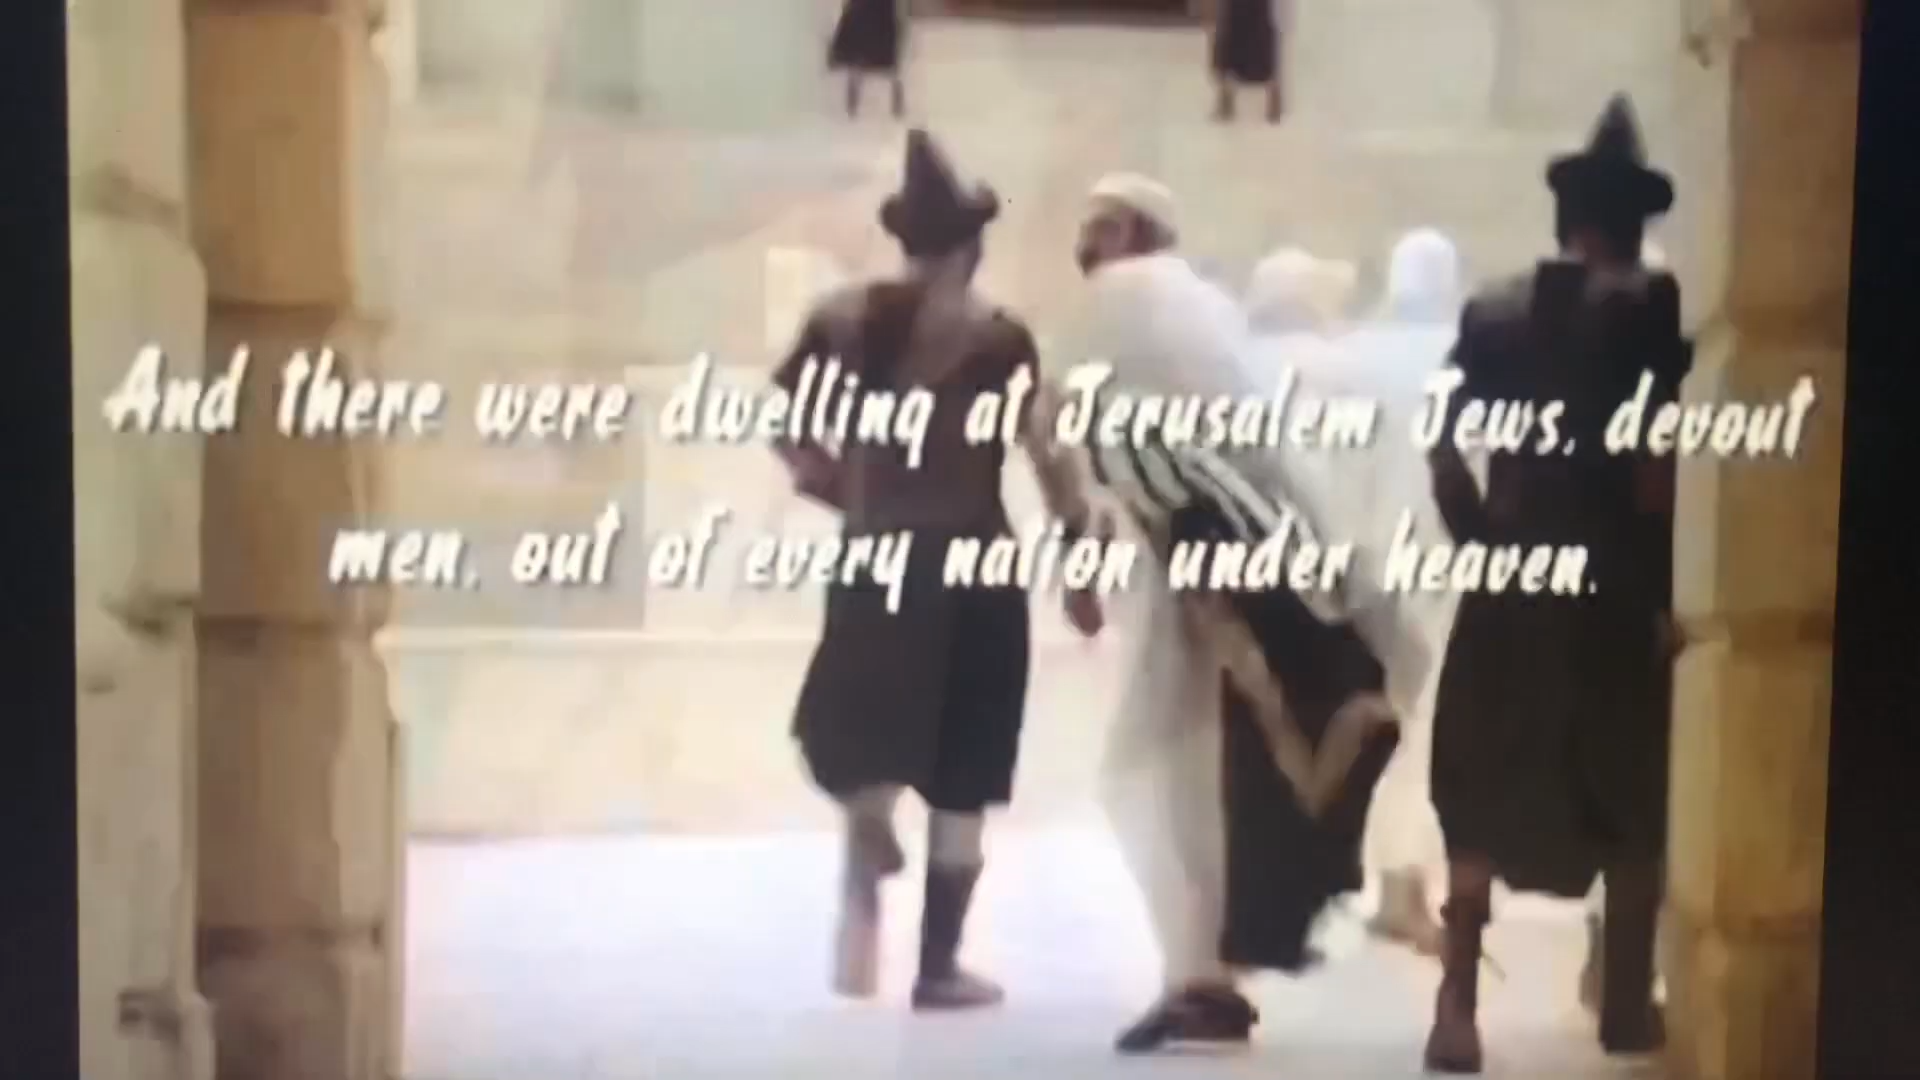 And there were dwelling at Jerusalem Jews, devout
men, out of every nation under heaven.